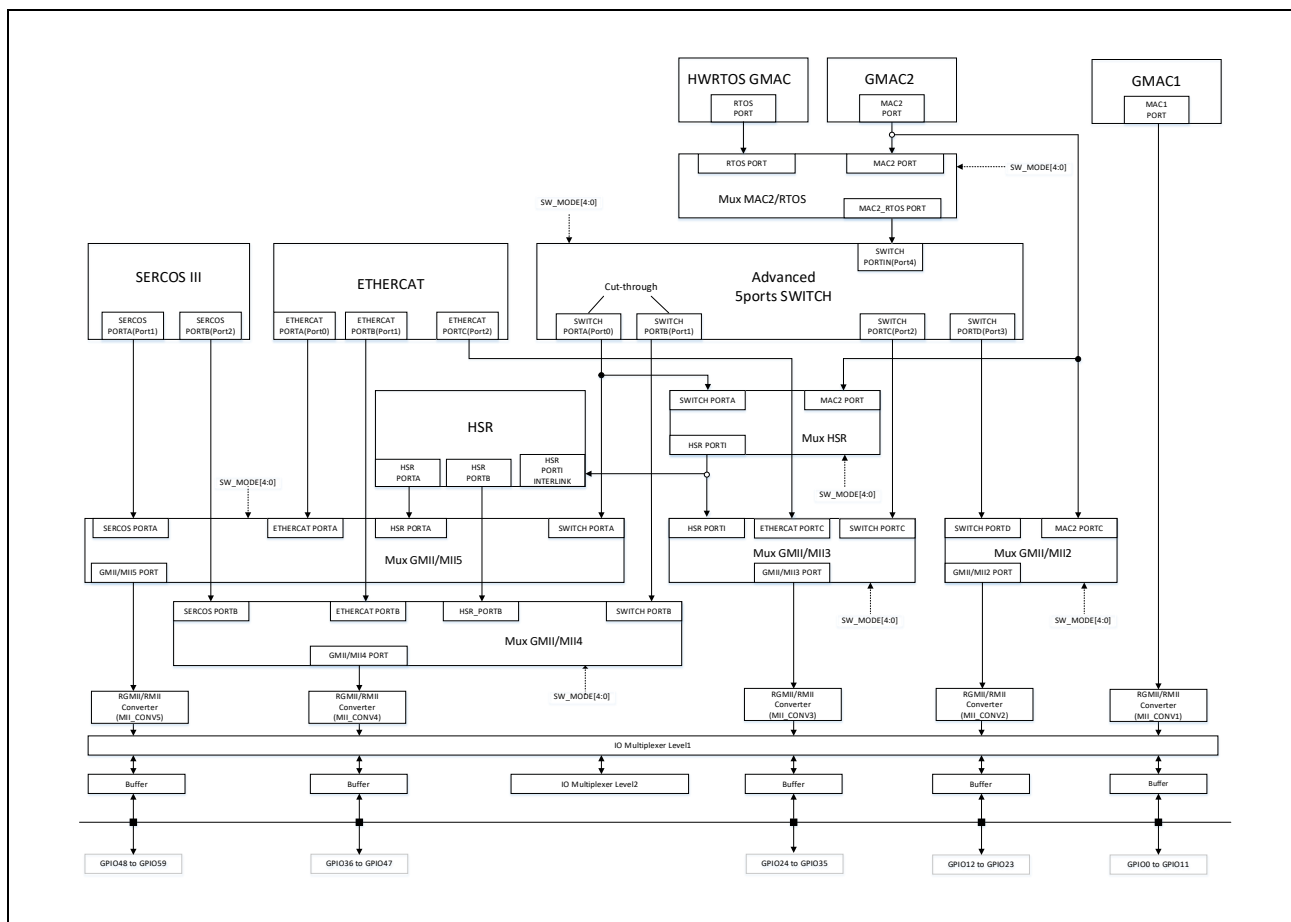 HWRTOS GMAC
RTOS
PORT
GMAC2
MAC2
PORT
GMAC1
MAC1
PORT
RTOS PORT
MAC2 PORT
SW_MODE[4:0]
Mux MAC2/RTOS
MAC2_RTOS PORT
SW_MODE[4:0]
SERCOS III
SERCOS
PORTA(Port1)
SERCOS
PORTB(Port2)
ETHERCAT
ETHERCAT
PORTA(Port0)
ETHERCAT
PORTB(Port1)
ETHERCAT
PORTC(Port2)
SWITCH
PORTIN(Port4)
Advanced
5ports SWITCH
Cut-through
SWITCH
PORTA(Port0)
SWITCH
PORTB(Port1)
SWITCH
PORTC(Port2)
SWITCH
PORTD(Port3)
HSR
HSR
PORTA
HSR
PORTB
HSR
PORTI
INTERLINK
SWITCH PORTA
MAC2 PORT
Mux HSR
HSR PORTI
SW_MODE[4:0]
SW_MODE[4:0]
SERCOS PORTA
ETHERCAT PORTA
HSR PORTA
SWITCH PORTA
Mux GMII/MII5
GMII/MII5 PORT
HSR PORTI
ETHERCAT PORTC
SWITCH PORTC
Mux GMII/MII3
GMII/MII3 PORT
SW_MODE[4:0]
SWITCH PORTD
MAC2 PORTC
Mux GMII/MII2
GMII/MII2 PORT
SW_MODE[4:0]
SERCOS PORTB
ETHERCAT PORTB
HSR_PORTB
SWITCH PORTB
Mux GMII/MII4
GMII/MII4 PORT
SW_MODE[4:0]
RGMII/RMII
Converter
(MII_CONV5)
RGMII/RMII
Converter
(MII_CONV4)
RGMII/RMII
Converter
(MII_CONV3)
RGMII/RMII
Converter
(MII_CONV2)
RGMII/RMII
Converter
(MII_CONV1)
IO Multiplexer Level1
Buffer
Buffer
IO Multiplexer Level2
Buffer
Buffer
Buffer
GPIO48 to GPIO59
GPIO36 to GPIO47
GPIO24 to GPIO35
GPIO12 to GPIO23
GPIO0 to GPIO11